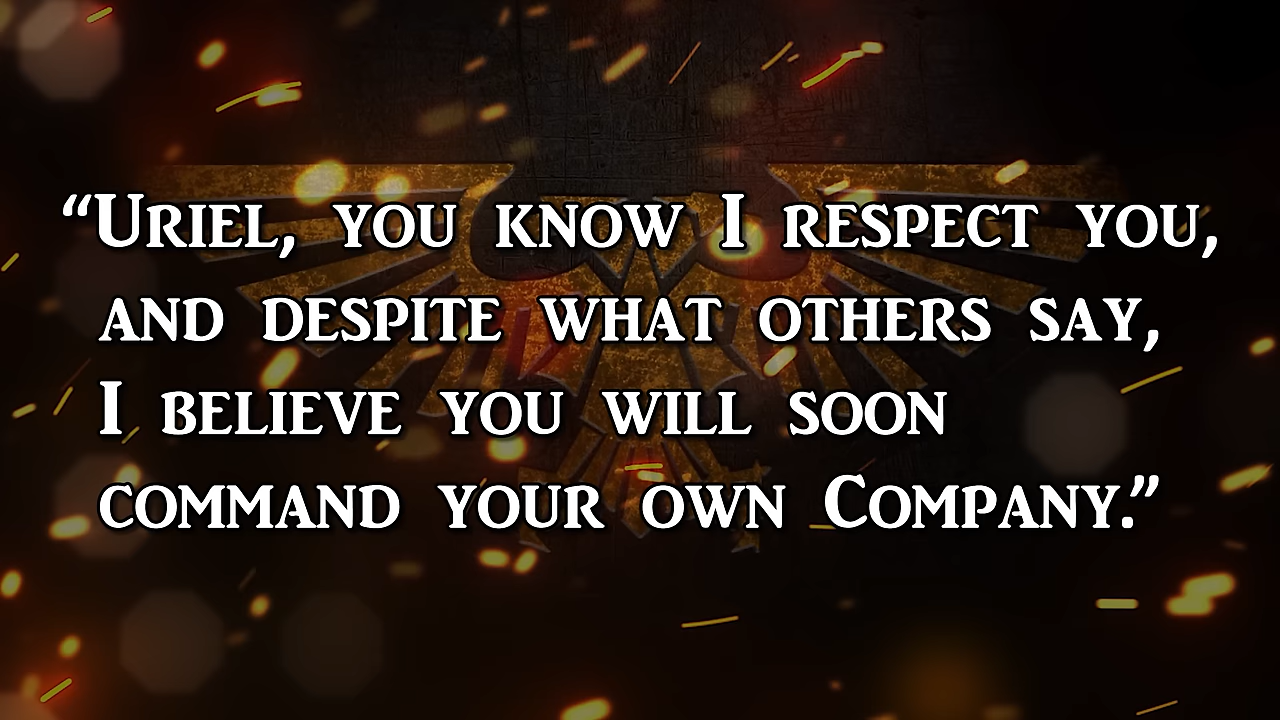 “Uriel, you know I respect you,
and despite what others say,
I believe you will soon
command your own Company.”